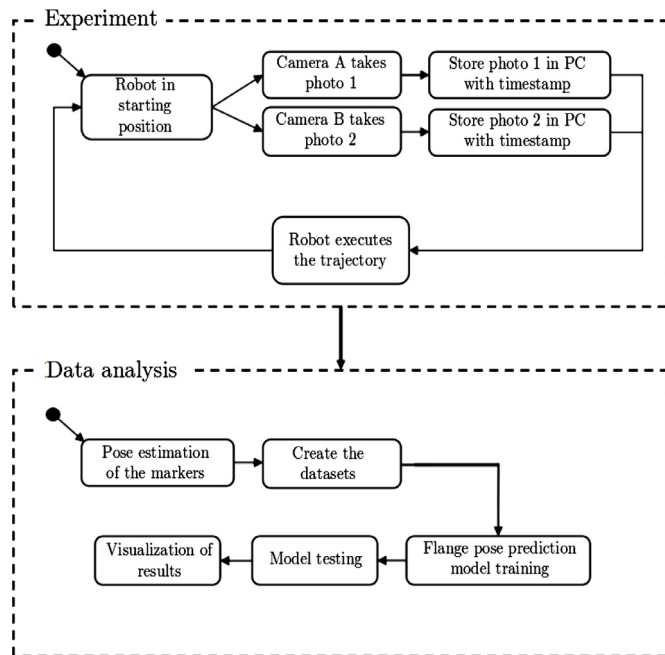 Experiment
Robot in
starting
position
Camera A takes
photo 1
Store photo 1 in PC
with timestamp
Camera B takes
photo 2
Store photo 2 in PC
with timestamp
Robot executes
the trajectory
Data analysis
Pose estimation
of the markers
Create the
datasets
Flange pose prediction
model training
Model testing
Visualization of
results